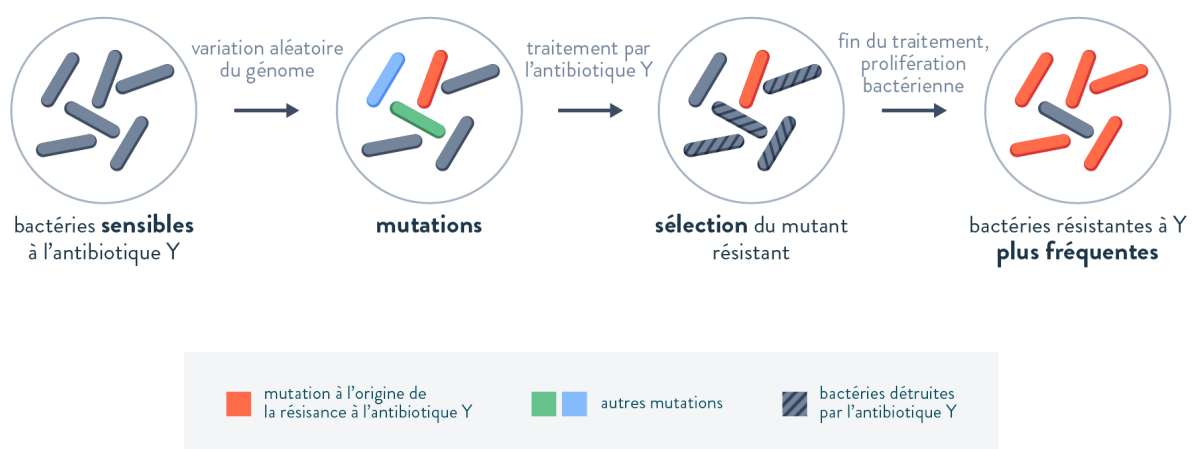 variation aléatoire
du génome
traitement par
l'antibiotique Y
fin du traitement,
prolifération
bactérienne
bactéries sensibles
à l'antibiotique Y
mutations
sélection du mutant
résistant
bactéries résistantes à Y
plus fréquentes
mutation à l'origine de
la résisance à l'antibiotique Y
autres mutations
bactéries détruites
par l'antibiotique Y